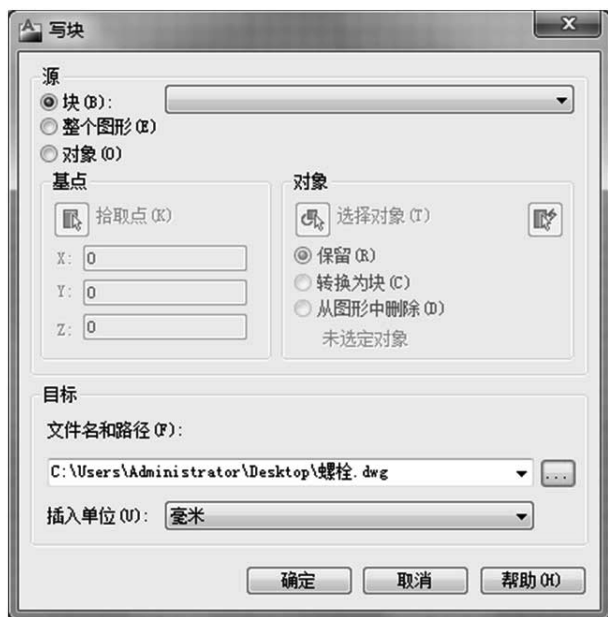 写块
源
块(B):
整个图形(E)
对象(O)
基点
拾取点(K)
X: 0
Y: 0
Z: 0
对象
选择对象(T)
保留(R)
转换为块(C)
从图形中删除(D)
未选定对象
目标
文件名和路径(F):
C:\Users\Administrator\Desktop\螺栓.dwg
...
插入单位(U): 毫米
确定 取消 帮助(H)